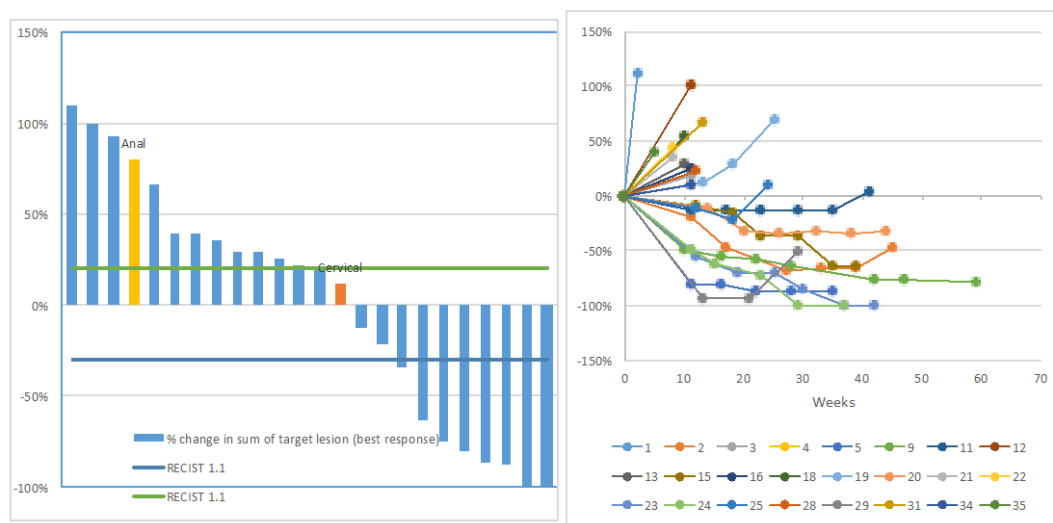 150%
100%
50%
0%
-50%
-100%
Anal
Cervical
% change in sum of target lesion (best response)
RECIST 1.1
RECIST 1.1
150%
100%
50%
0%
-50%
-100%
-150%
0 10 20 30 40 50 60 70
Weeks
1 2 3 4 5 9 11 12
13 15 16 18 19 20 21 22
23 24 25 28 29 31 34 35